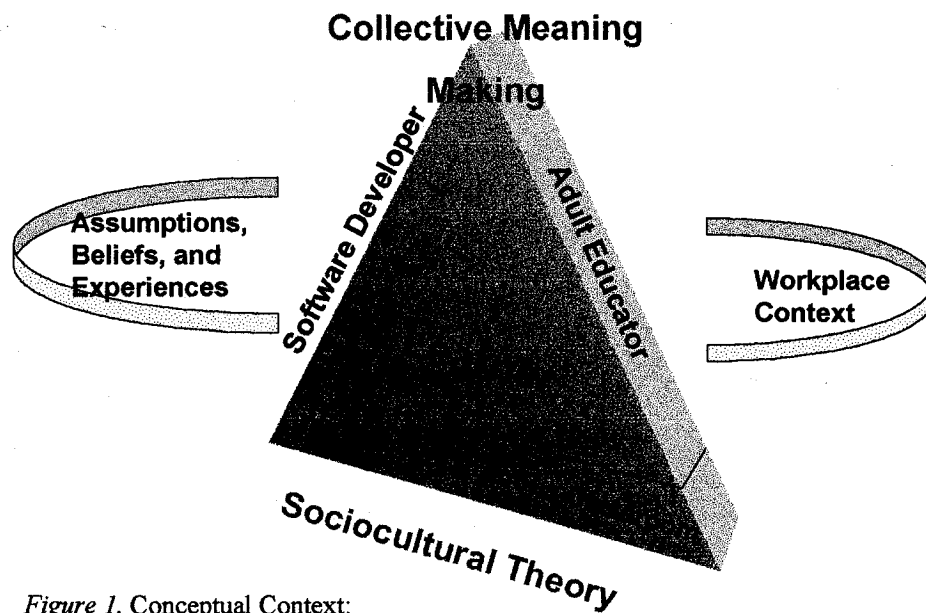 Collective Meaning
Making
Software Developer
Adult Educator
Assumptions,
Beliefs, and
Experiences
Workplace
Context
Sociocultural Theory
Figure 1. Conceptual Context: